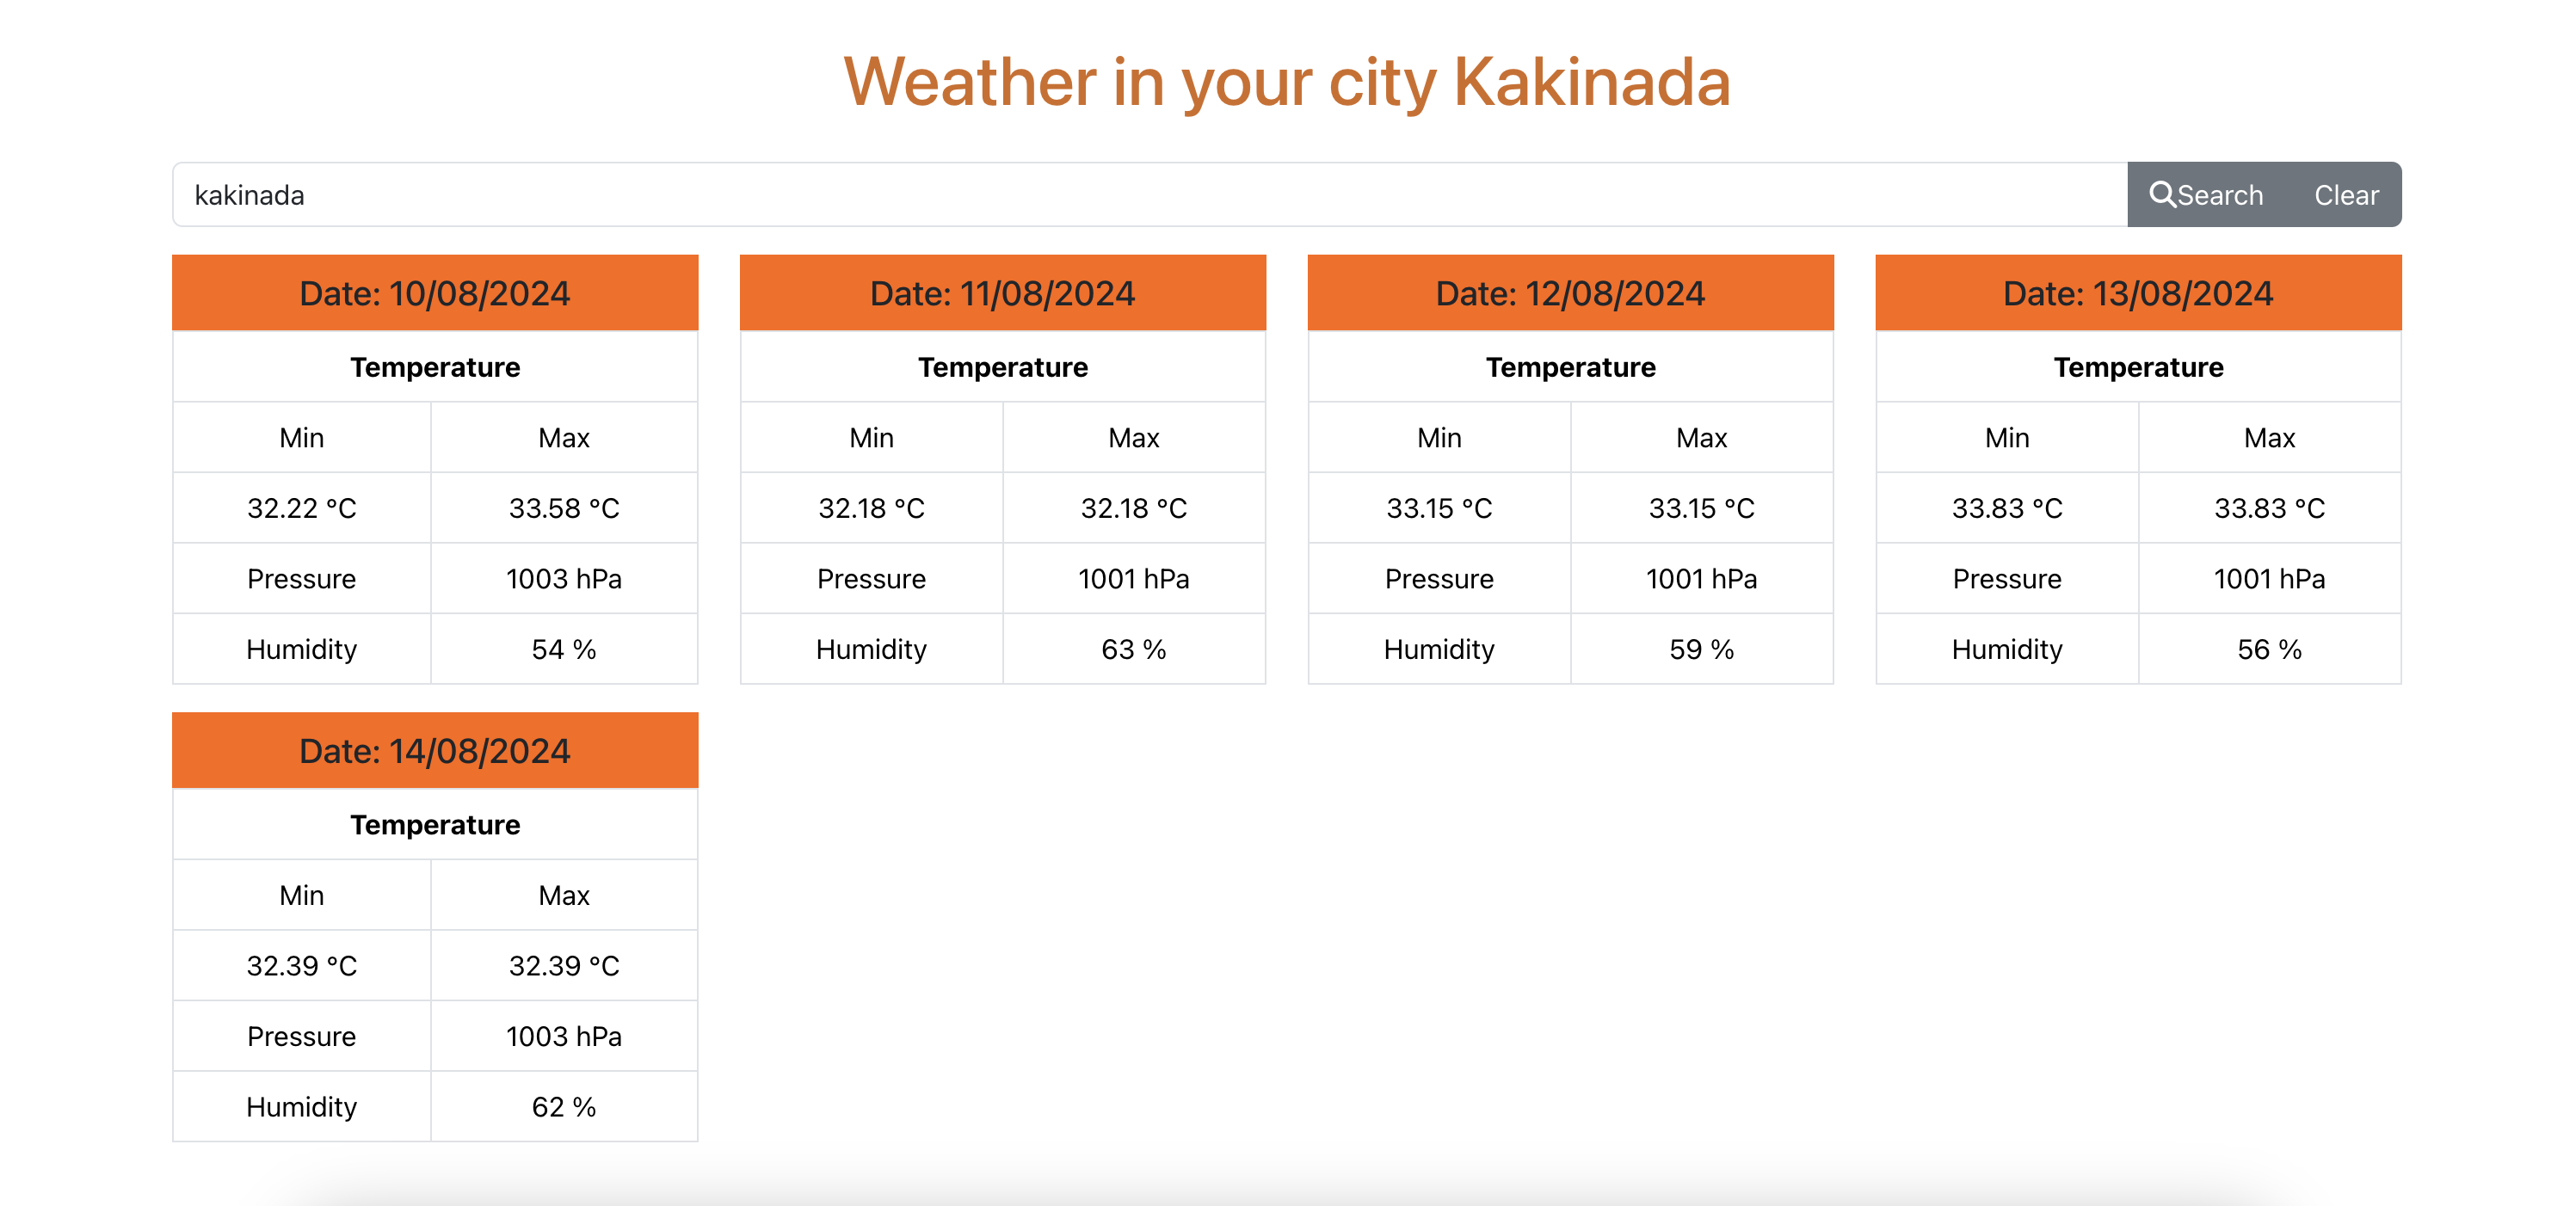 Weather in your city Kakinada
kakinada
Search Clear
Date: 10/08/2024
Temperature
Min Max
32.22 °C 33.58 °C
Pressure 1003 hPa
Humidity 54 %
Date: 11/08/2024
Temperature
Min Max
32.18 °C 32.18 °C
Pressure 1001 hPa
Humidity 63 %
Date: 12/08/2024
Temperature
Min Max
33.15 °C 33.15 °C
Pressure 1001 hPa
Humidity 59 %
Date: 13/08/2024
Temperature
Min Max
33.83 °C 33.83 °C
Pressure 1001 hPa
Humidity 56 %
Date: 14/08/2024
Temperature
Min Max
32.39 °C 32.39 °C
Pressure 1003 hPa
Humidity 62 %